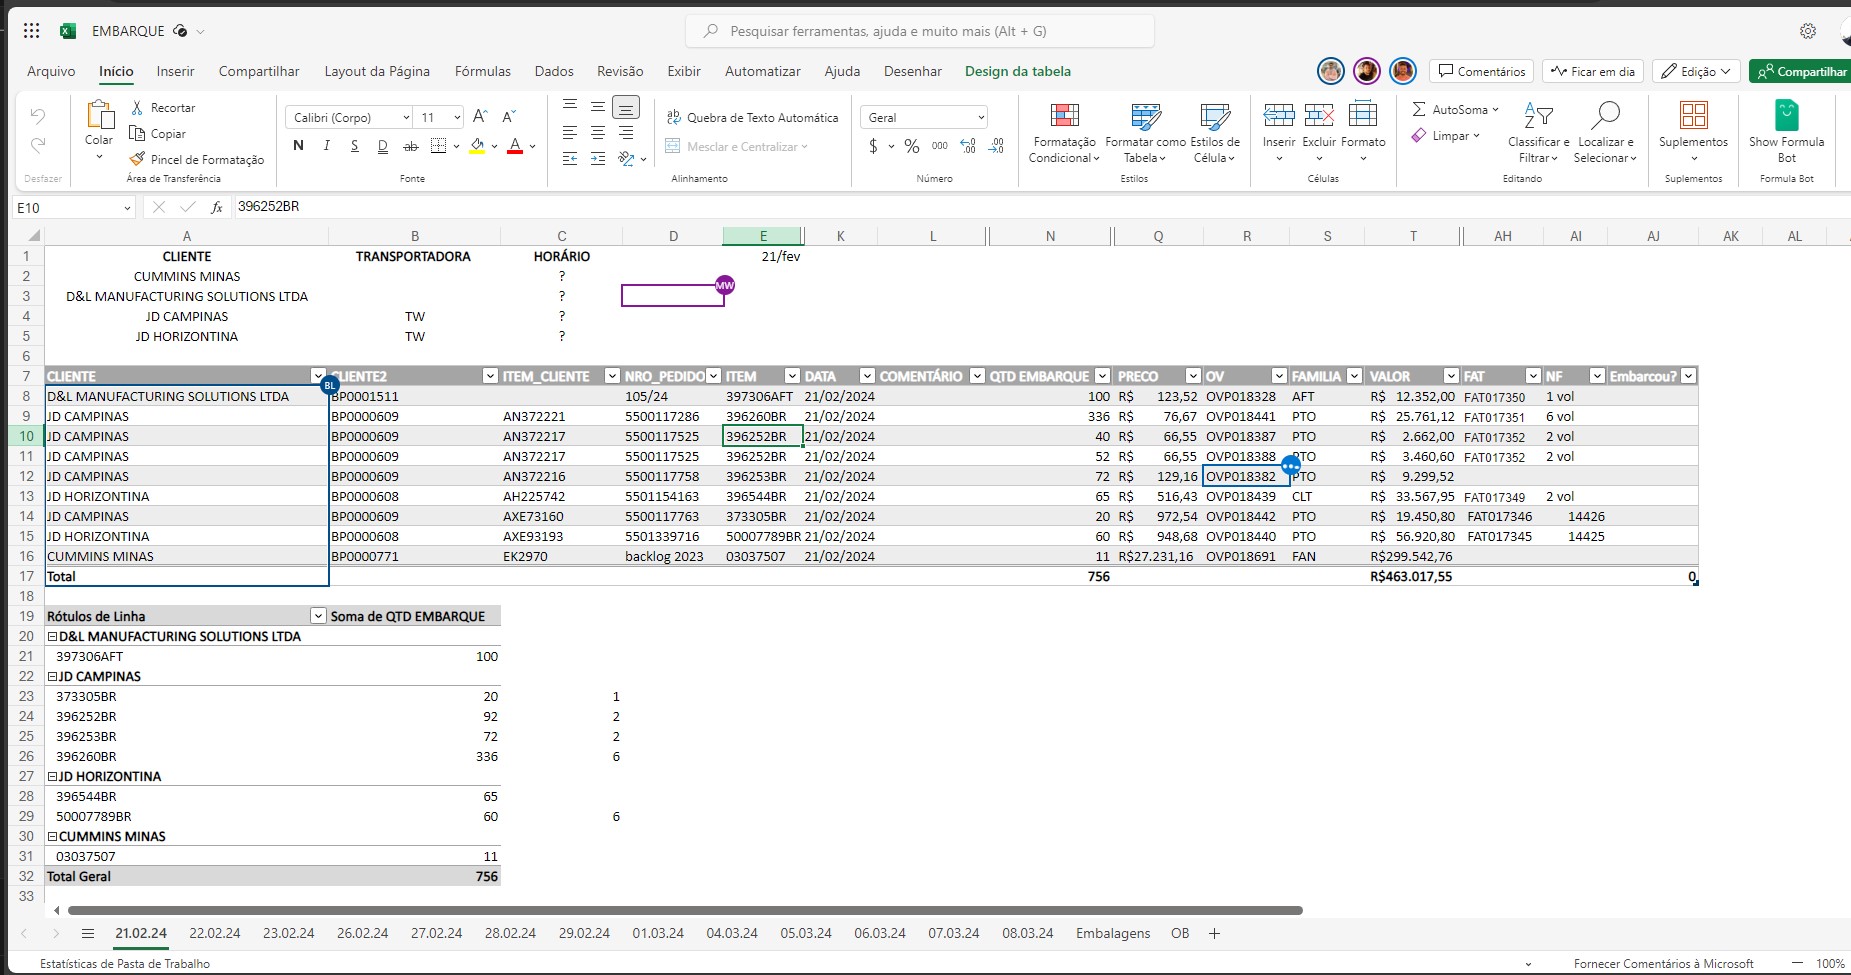 EMBARQUE
Pesquisar ferramentas, ajuda e muito mais (Alt + G)
Arquivo Início Inserir Compartilhar Layout da Página Fórmulas Dados Revisão Exibir Automatizar Ajuda Desenhar Design da tabela
Comentários Ficar em dia Edição Compartilhar
Colar Recortar
Copiar
Pincel de Formatação
Calibri (Corpo) 11
N I S D ab
Quebra de Texto Automática
Mesclar e Centralizar
Geral
$ % 000
Formatação Condicional Formatar como Tabela Estilos de Célula
Inserir Excluir Formato
AutoSoma
Limpar
Classificar e Filtrar Localizar e Selecionar
Suplementos
Show Formula Bot
Desfazer Área de Transferência Fonte Alinhamento Número Estilos Células Editando Suplementos Formula Bot
E10 fx 396252BR
A B C D E K L N Q R S T AH AI AJ AK AL
1 CLIENTE TRANSPORTADORA HORÁRIO 21/fev
2 CUMMINS MINAS ?
3 D&L MANUFACTURING SOLUTIONS LTDA ? MW
4 JD CAMPINAS TW ?
5 JD HORIZONTINA TW ?
6
7 CLIENTE CLIENTE2 ITEM_CLIENTE NRO_PEDIDO ITEM DATA COMENTÁRIO QTD EMBARQUE PRECO OV FAMILIA VALOR FAT NF Embarcou?
BL
8 D&L MANUFACTURING SOLUTIONS LTDA BP0001511 105/24 397306AFT 21/02/2024 100 R$ 123,52 OVP018328 AFT R$ 12.352,00 FAT017350 1 vol
9 JD CAMPINAS BP0000609 AN372221 5500117286 396260BR 21/02/2024 336 R$ 76,67 OVP018441 PTO R$ 25.761,12 FAT017351 6 vol
10 JD CAMPINAS BP0000609 AN372217 5500117525 396252BR 21/02/2024 40 R$ 66,55 OVP018387 PTO R$ 2.662,00 FAT017352 2 vol
11 JD CAMPINAS BP0000609 AN372217 5500117525 396252BR 21/02/2024 52 R$ 66,55 OVP018388 PTO R$ 3.460,60 FAT017352 2 vol
12 JD CAMPINAS BP0000609 AN372216 5500117758 396253BR 21/02/2024 72 R$ 129,16 OVP018382 PTO R$ 9.299,52
13 JD HORIZONTINA BP0000608 AH225742 5501154163 396544BR 21/02/2024 65 R$ 516,43 OVP018439 CLT R$ 33.567,95 FAT017349 2 vol
14 JD CAMPINAS BP0000609 AXE73160 5500117763 373305BR 21/02/2024 20 R$ 972,54 OVP018442 PTO R$ 19.450,80 FAT017346 14426
15 JD HORIZONTINA BP0000608 AXE93193 5501339716 50007789BR 21/02/2024 60 R$ 948,68 OVP018440 PTO R$ 56.920,80 FAT017345 14425
16 CUMMINS MINAS BP0000771 EK2970 backlog 2023 03037507 21/02/2024 11 R$27.231,16 OVP018691 FAN R$299.542,76
17 Total 756 R$463.017,55 0
18
19 Rótulos de Linha Soma de QTD EMBARQUE
20 D&L MANUFACTURING SOLUTIONS LTDA
21 397306AFT 100
22 JD CAMPINAS
23 373305BR 20 1
24 396252BR 92 2
25 396253BR 72 2
26 396260BR 336 6
27 JD HORIZONTINA
28 396544BR 65
29 50007789BR 60 6
30 CUMMINS MINAS
31 03037507 11
32 Total Geral 756
33
21.02.24 22.02.24 23.02.24 26.02.24 27.02.24 28.02.24 29.02.24 01.03.24 04.03.24 05.03.24 06.03.24 07.03.24 08.03.24 Embalagens OB +
Estatísticas de Pasta de Trabalho Fornecer Comentários à Microsoft — 100%